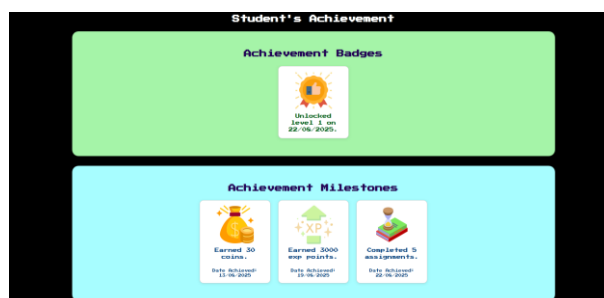 Student's Achievement
Achievement Badges
Unlocked
level 1 on
22/06/2025.
Achievement Milestones
XP
Earned 30
coins.
Date Achieved:
13-06-2025
Earned 3000
exp points.
Date Achieved:
19-06-2025
Completed 5
assignments.
Date Achieved:
22-06-2025